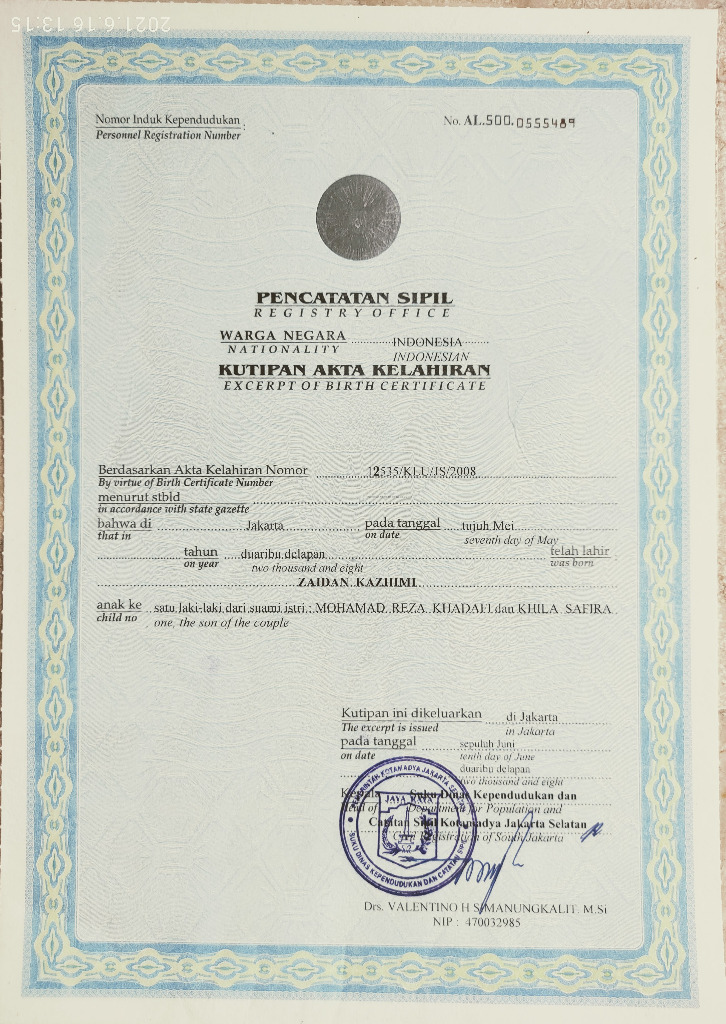 2021.6.16 13:15
Nomor Induk Kependudukan :
Personnel Registration Number
No. AL.500.0555489
PENCATATAN SIPIL
REGISTRY OFFICE
WARGA NEGARA INDONESIA
NATIONALITY INDONESIAN
KUTIPAN AKTA KELAHIRAN
EXCERPT OF BIRTH CERTIFICATE
Berdasarkan Akta Kelahiran Nomor 12535/KLU/JS/2008
By virtue of Birth Certificate Number
menurut stbld
in accordance with state gazette
bahwa di Jakarta pada tanggal tujuh Mei
that in on date seventh day of May
tahun duaribu delapan telah lahir
on year two thousand and eight was born
ZAIDAN KAZHIMI
anak ke satu laki-laki dari suami istri : MOHAMAD REZA KHADAFI dan KHILA SAFIRA
child no one, the son of the couple
Kutipan ini dikeluarkan di Jakarta
The excerpt is issued in Jakarta
pada tanggal sepuluh Juni
on date tenth day of June
duaribu delapan
two thousand and eight
Kepala Suku Dinas Kependudukan dan
Department for Population and
Catatan Sipil Kotamadya Jakarta Selatan
Civil Registration of South Jakarta
PEMERINTAH KOTAMADYA JAKARTA SELATAN
JAYA RAYA
SUKU DINAS KEPENDUDUKAN DAN CATATAN SIPIL
Drs. VALENTINO H SIMANUNGKALIT, M.Si
NIP : 470032985